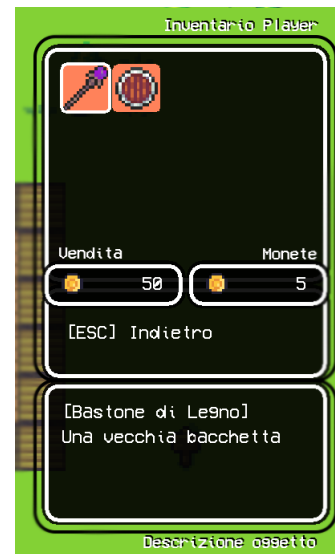 Inventario Player
Vendita Monete
50 5
[ESC] Indietro
[Bastone di Legno]
Una vecchia bacchetta
Descrizione oggetto